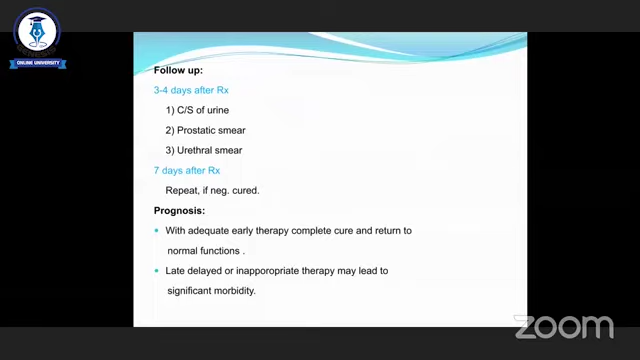 ONLINE UNIVERSITY
Follow up:
3-4 days after Rx
1) C/S of urine
2) Prostatic smear
3) Urethral smear
7 days after Rx
Repeat, if neg. cured.
Prognosis:
• With adequate early therapy complete cure and return to
normal functions .
• Late delayed or inapporopriate therapy may lead to
significant morbidity.
zoom